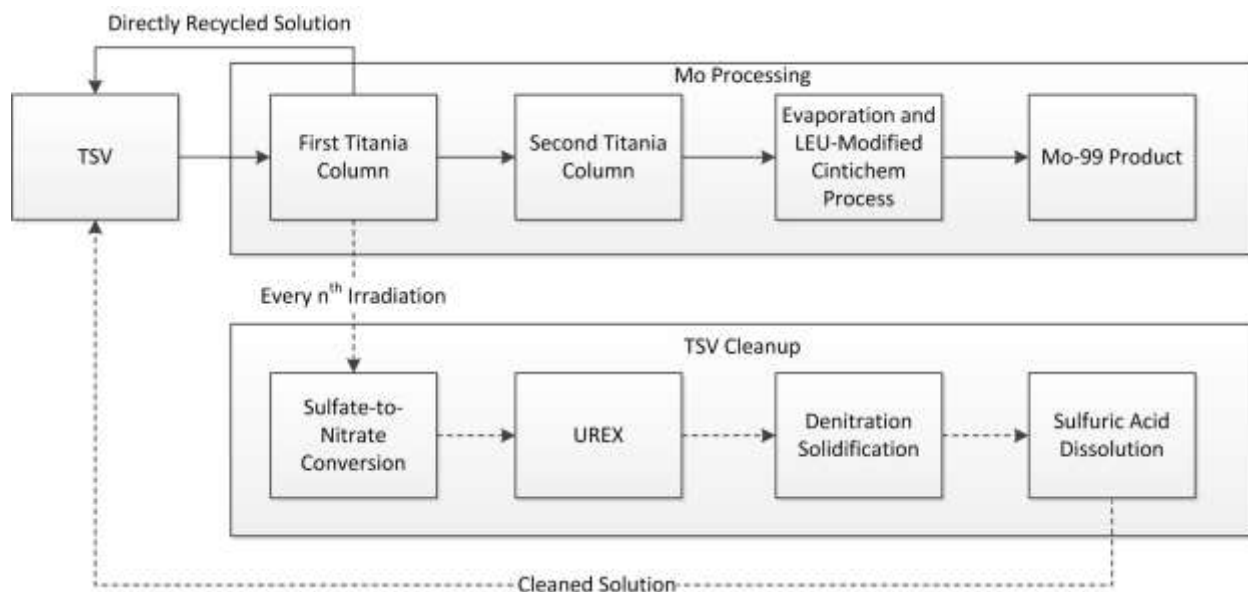 Directly Recycled Solution
Mo Processing
TSV
First Titania
Column
Second Titania
Column
Evaporation and
LEU-Modified
Cintichem
Process
Mo-99 Product
Every nth Irradiation
TSV Cleanup
Sulfate-to-
Nitrate
Conversion
UREX
Denitration
Solidification
Sulfuric Acid
Dissolution
Cleaned Solution